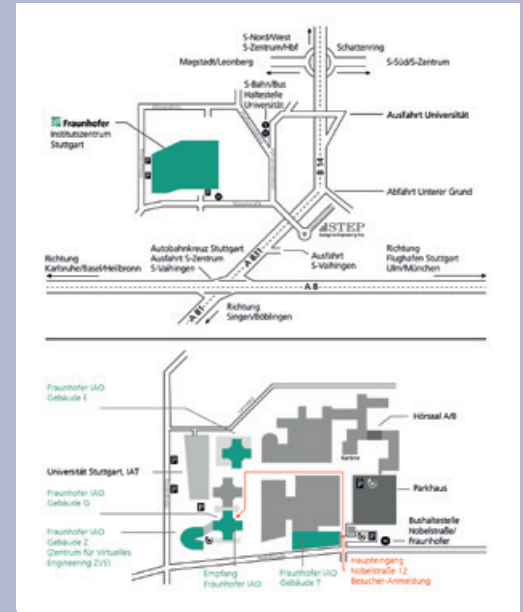 S-Nord/West
S-Zentrum/Hbf
Schattenring
Magstadt/Leonberg
S-Süd/S-Zentrum
S-Bahn/Bus
Haltestelle
Universität
Ausfahrt Universität
Fraunhofer
Institutszentrum
Stuttgart
B 14
Abfahrt Unterer Grund
STEP
Autobahnkreuz Stuttgart
Ausfahrt S-Zentrum
S-Vaihingen
A 831
Ausfahrt
S-Vaihingen
Richtung
Karlsruhe/Basel/Heilbronn
Richtung
Flughafen Stuttgart
Ulm/München
A 8
A 81
Richtung
Singen/Böblingen
Fraunhofer IAO
Gebäude E
Hörsaal A/B
Kantine
Universität Stuttgart, IAT
Parkhaus
Fraunhofer IAO
Gebäude G
Bushaltestelle
Nobelstraße/
Fraunhofer
Fraunhofer IAO
Gebäude Z
(Zentrum für Virtuelles
Engineering ZVE)
Empfang
Fraunhofer IAO
Fraunhofer IAO
Gebäude T
Haupteingang
Nobelstraße 12
Besucher-Anmeldung